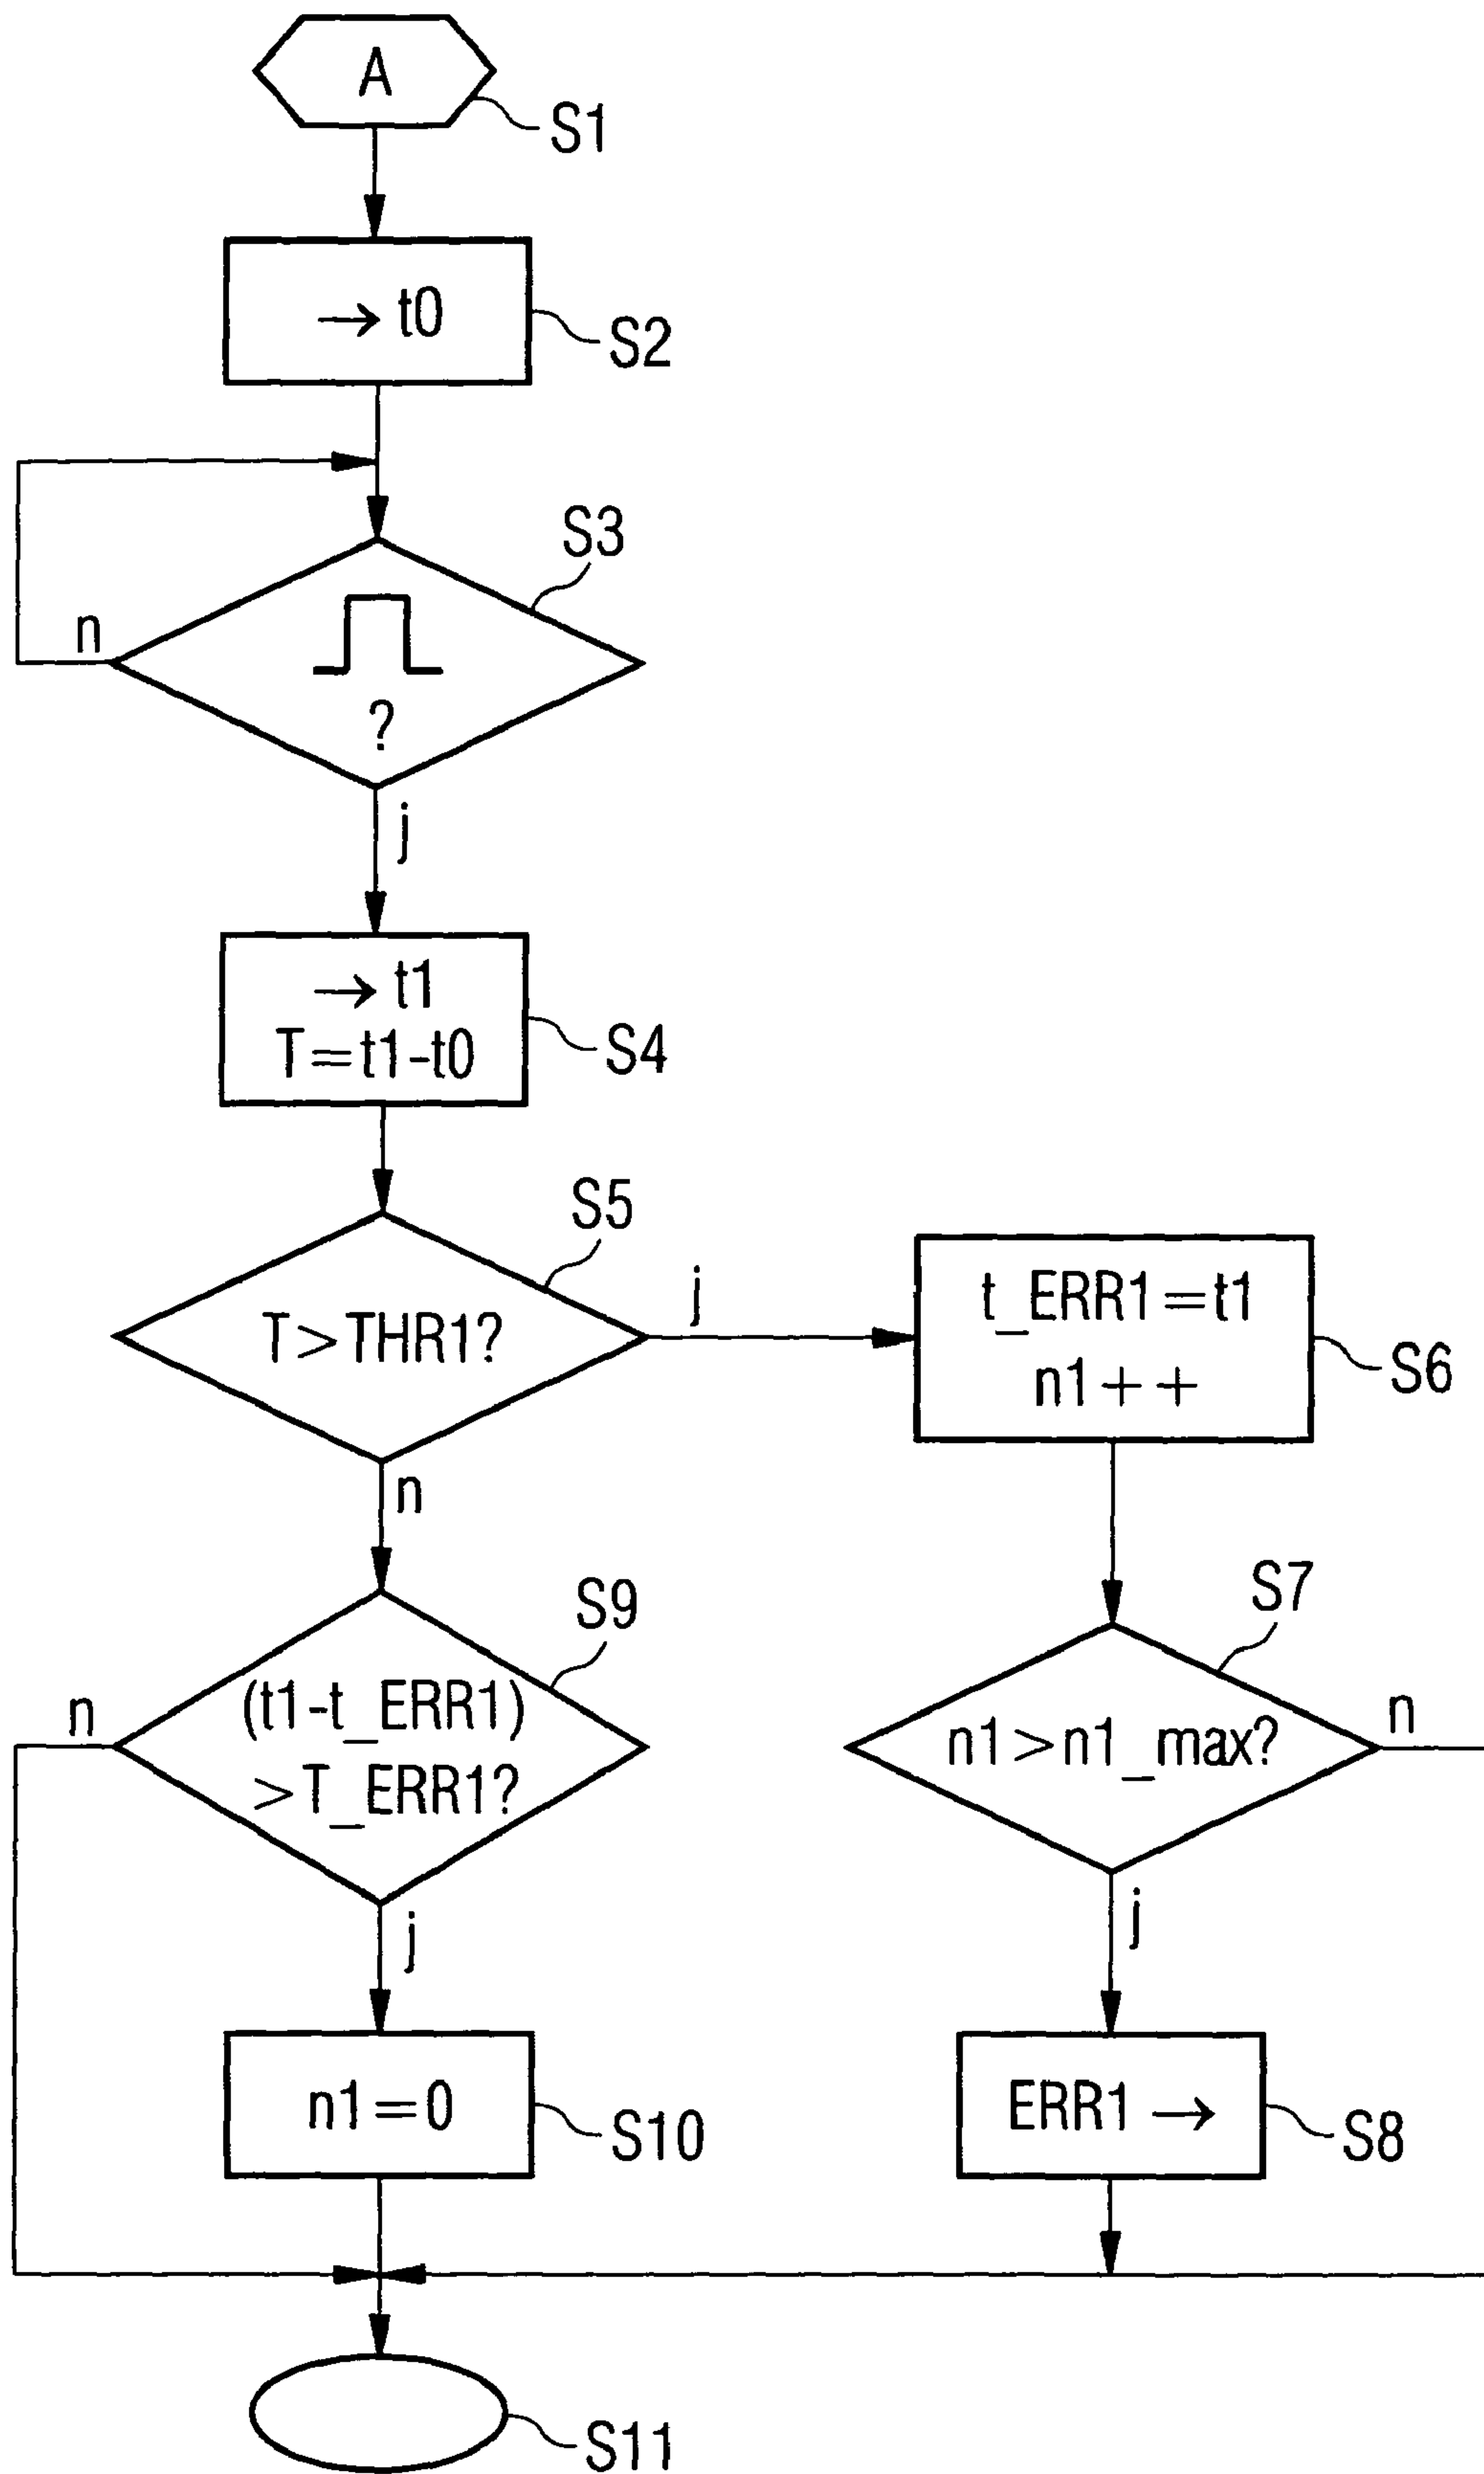 A
S1
→ t0
S2
S3
n
?
j
→ t1
T=t1-t0
S4
S5
T>THR1?
j
t_ERR1=t1
n1++
S6
n
S9
S7
n
(t1-t_ERR1)
>T_ERR1?
n1>n1_max?
n
j
j
n1=0
S10
ERR1 →
S8
S11